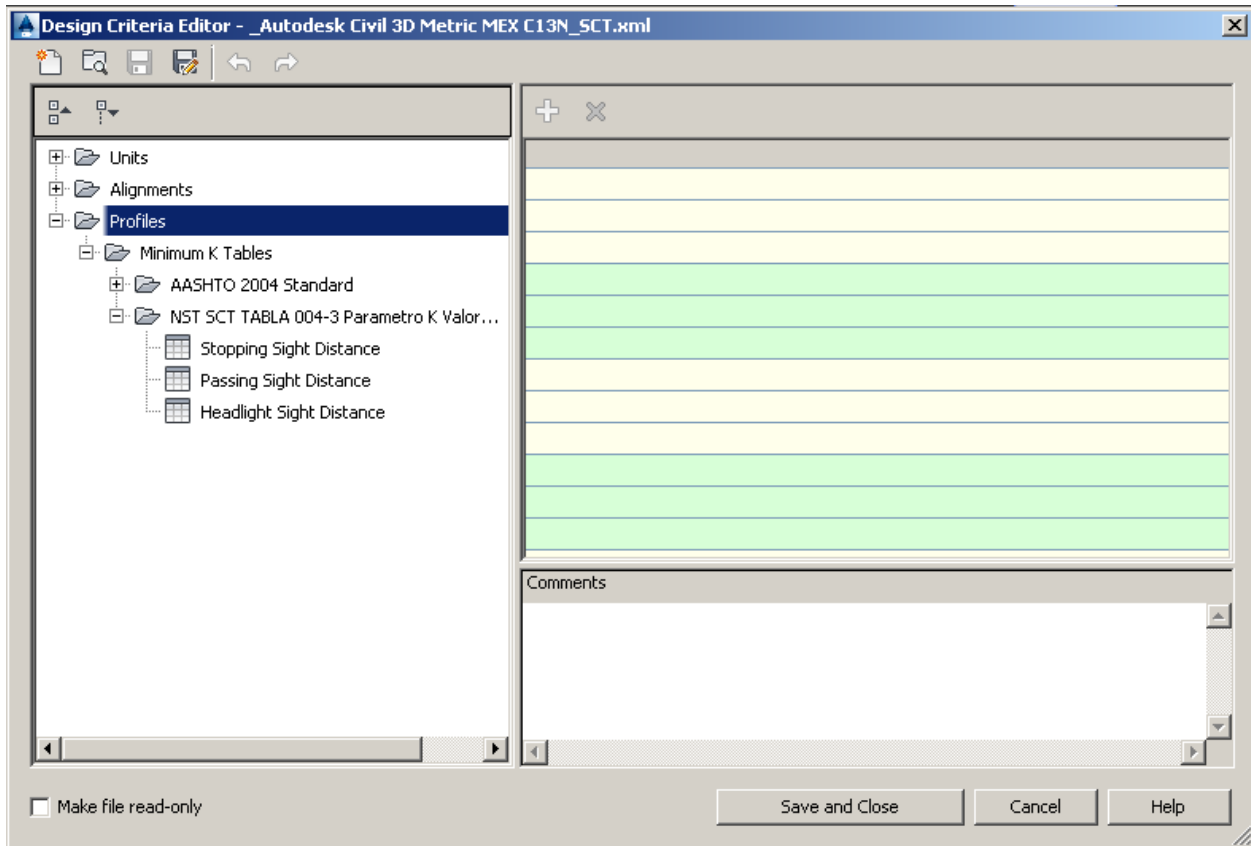 Design Criteria Editor - _Autodesk Civil 3D Metric MEX C13N_SCT.xml
Units
Alignments
Profiles
Minimum K Tables
AASHTO 2004 Standard
NST SCT TABLA 004-3 Parametro K Valor...
Stopping Sight Distance
Passing Sight Distance
Headlight Sight Distance
Comments
Make file read-only
Save and Close
Cancel
Help